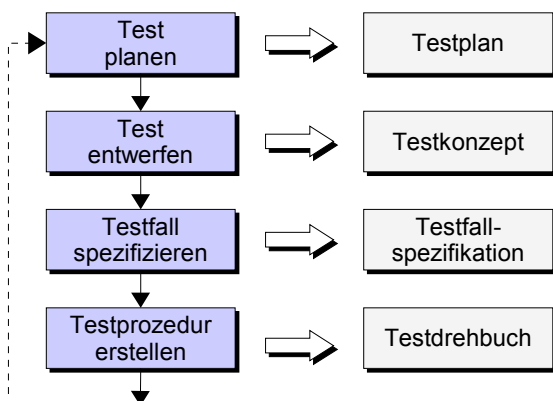 Test
planen
Testplan
Test
entwerfen
Testkonzept
Testfall
spezifizieren
Testfall-
spezifikation
Testprozedur
erstellen
Testdrehbuch